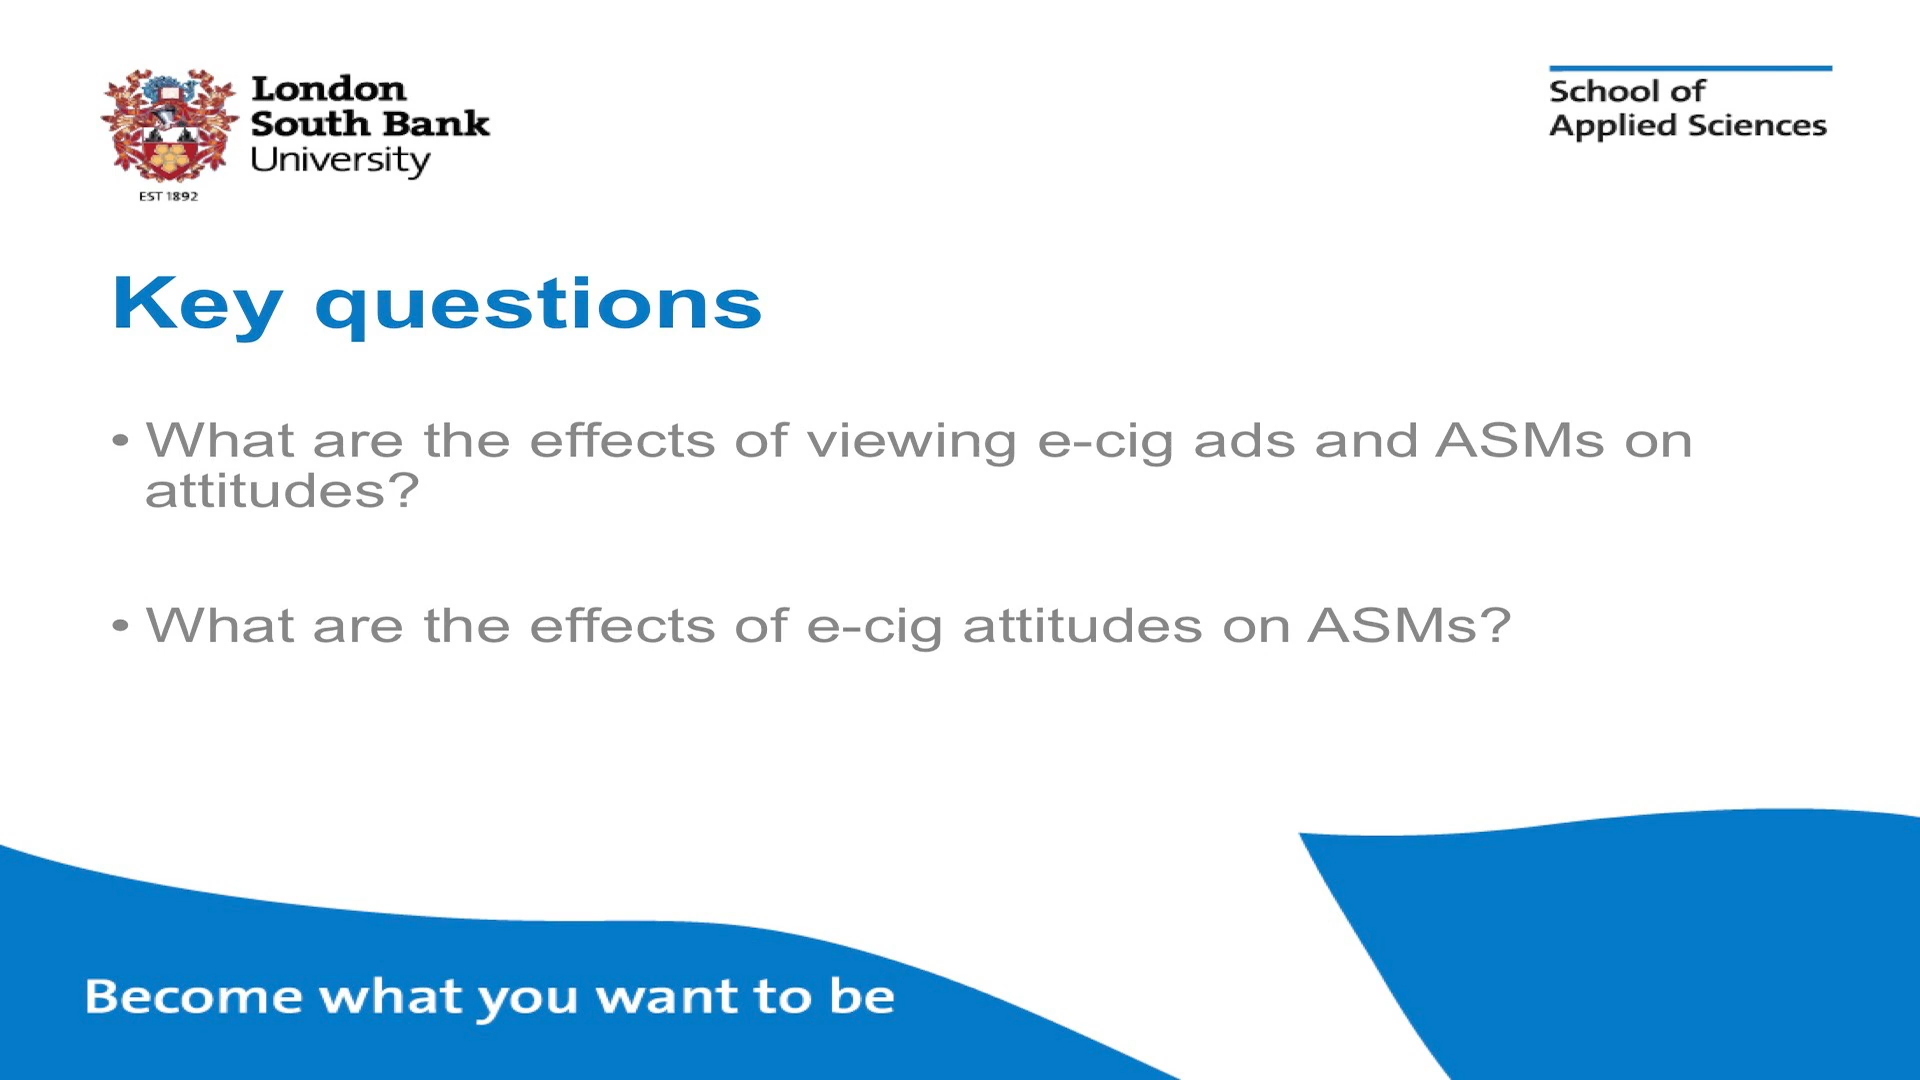 London
South Bank
University
EST 1892
School of
Applied Sciences
Key questions
• What are the effects of viewing e-cig ads and ASMs on
attitudes?
• What are the effects of e-cig attitudes on ASMs?
Become what you want to be